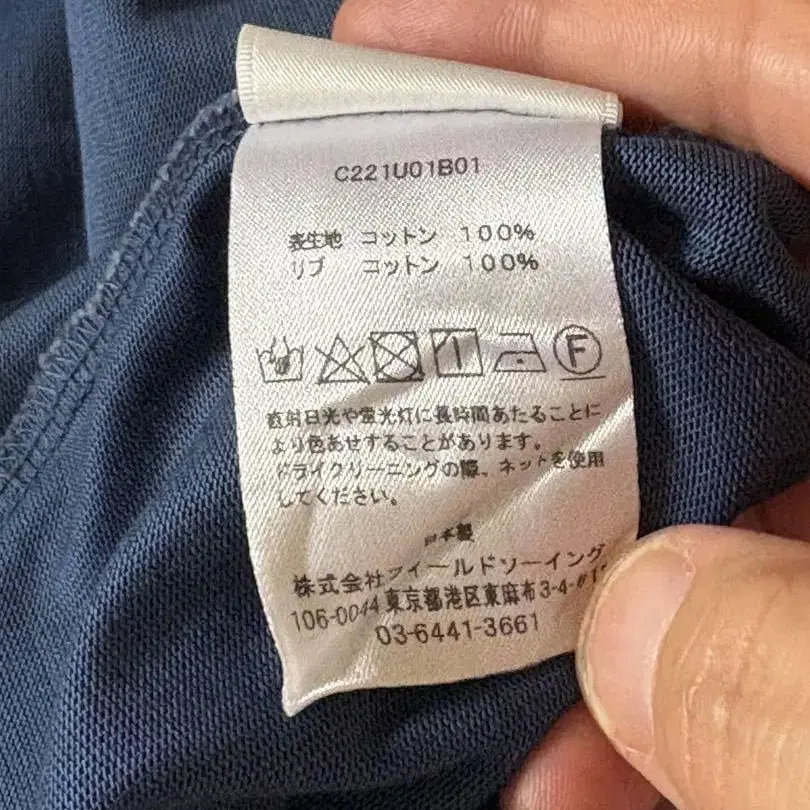 C221U01B01
表生地 コットン 100%
リブ コットン 100%
F
直射日光や蛍光灯に長時間あたることに
より色あせすることがあります。
ドライクリーニングの際、ネットを使用
してください。
日本製
株式会社フィールドソーイング
106-0044 東京都港区東麻布3-4-
03-6441-3661